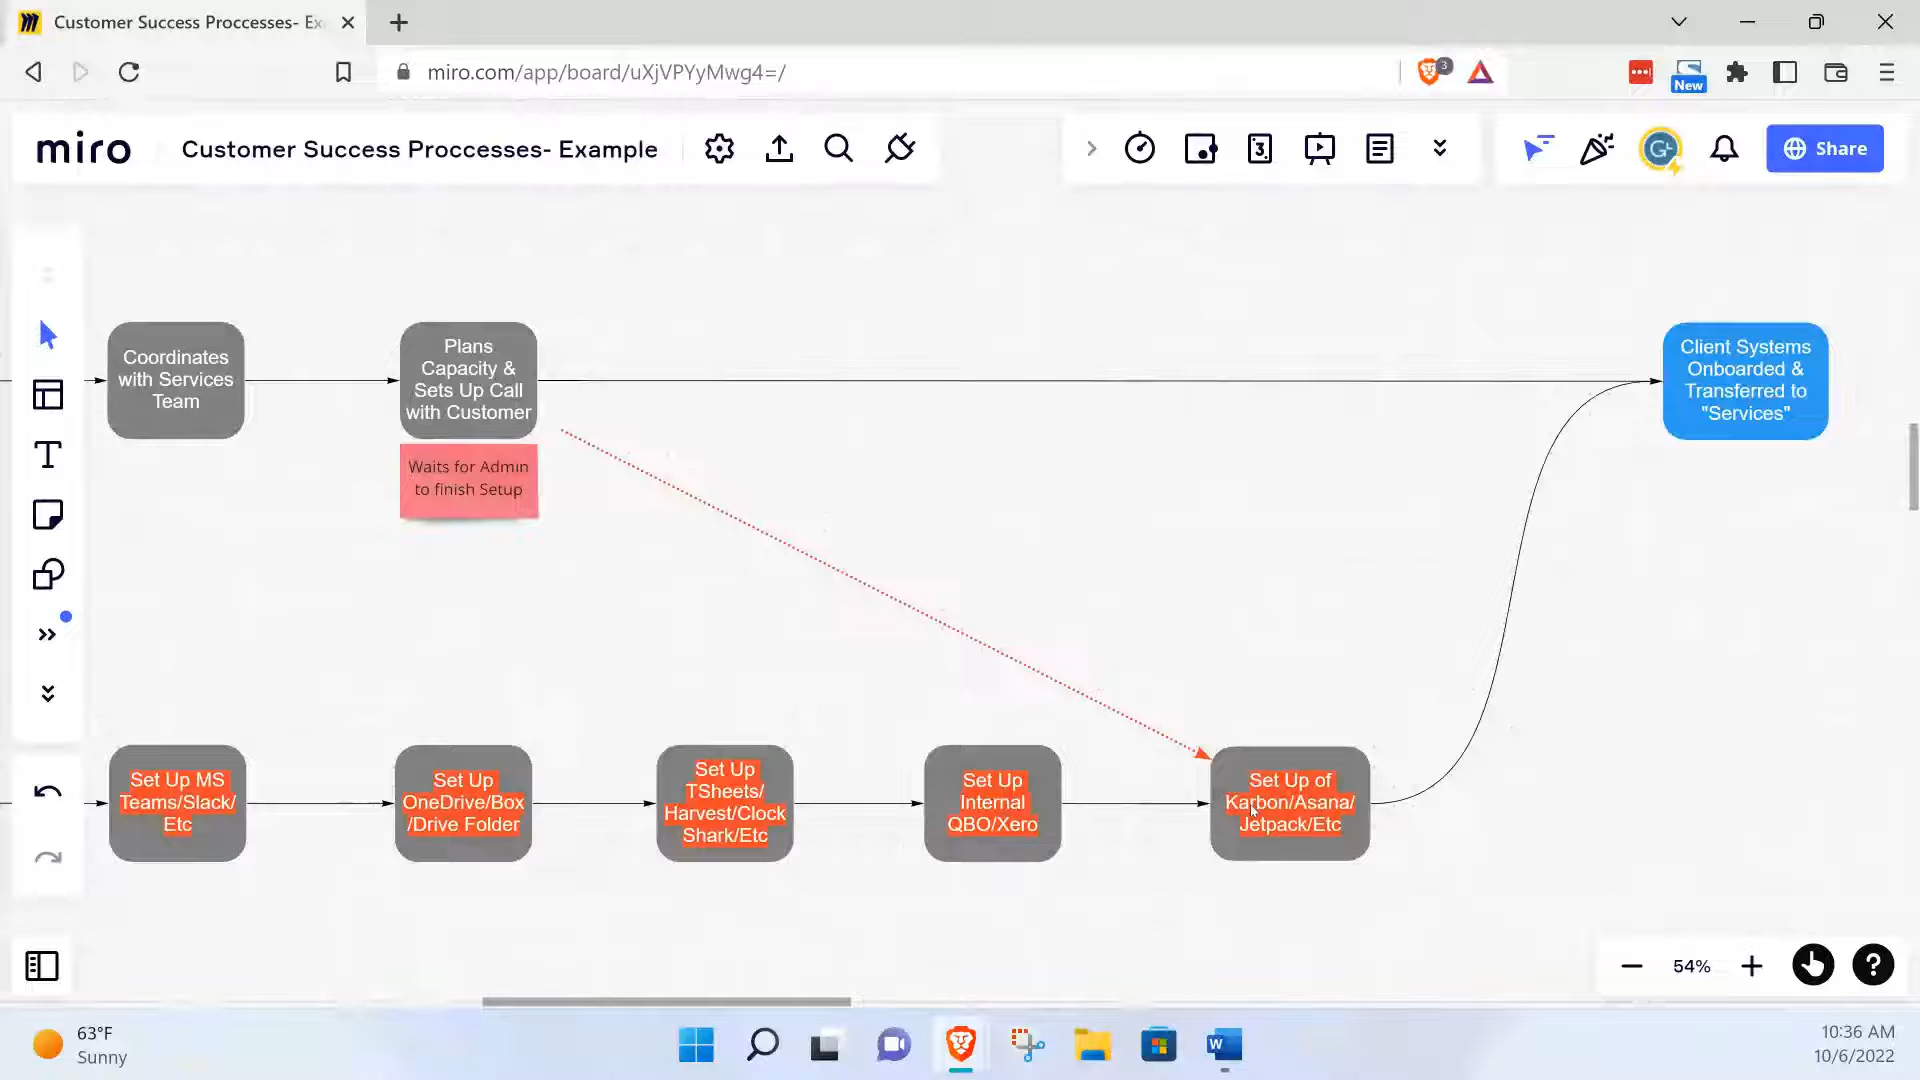 Customer Success Proccesses- Ex
miro.com/app/board/uXjVPYyMwg4=/
3
New
miro
Customer Success Proccesses- Example
3
G+
Share
Coordinates
with Services
Team
Plans
Capacity &
Sets Up Call
with Customer
Waits for Admin
to finish Setup
Client Systems
Onboarded &
Transferred to
"Services"
Set Up MS
Teams/Slack/
Etc
Set Up
OneDrive/Box
/Drive Folder
Set Up
TSheets/
Harvest/Clock
Shark/Etc
Set Up
Internal
QBO/Xero
Set Up of
Karbon/Asana/
Jetpack/Etc
54%
?
63°F
Sunny
W
10:36 AM
10/6/2022